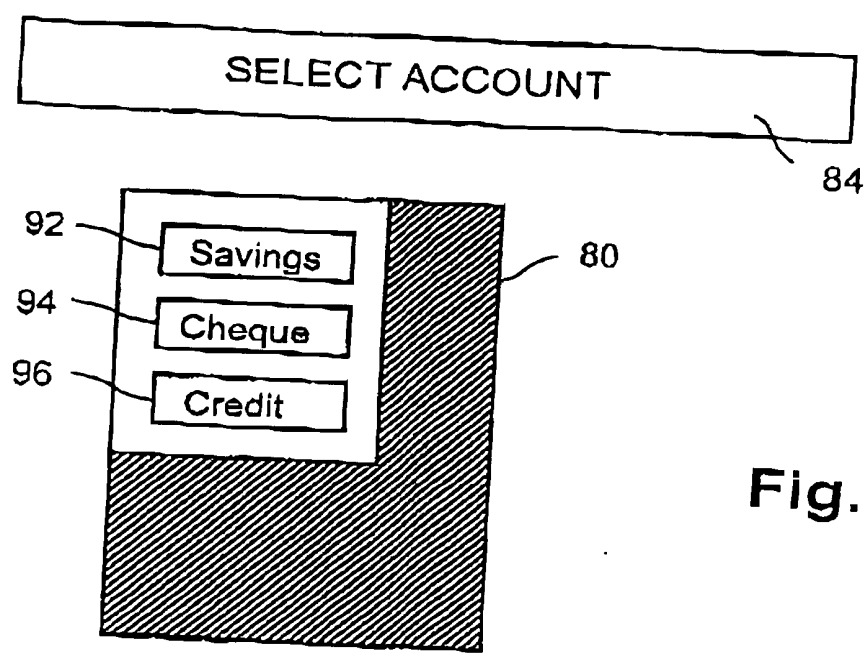 SELECT ACCOUNT
84
92 Savings 80
94 Cheque
96 Credit
Fig.